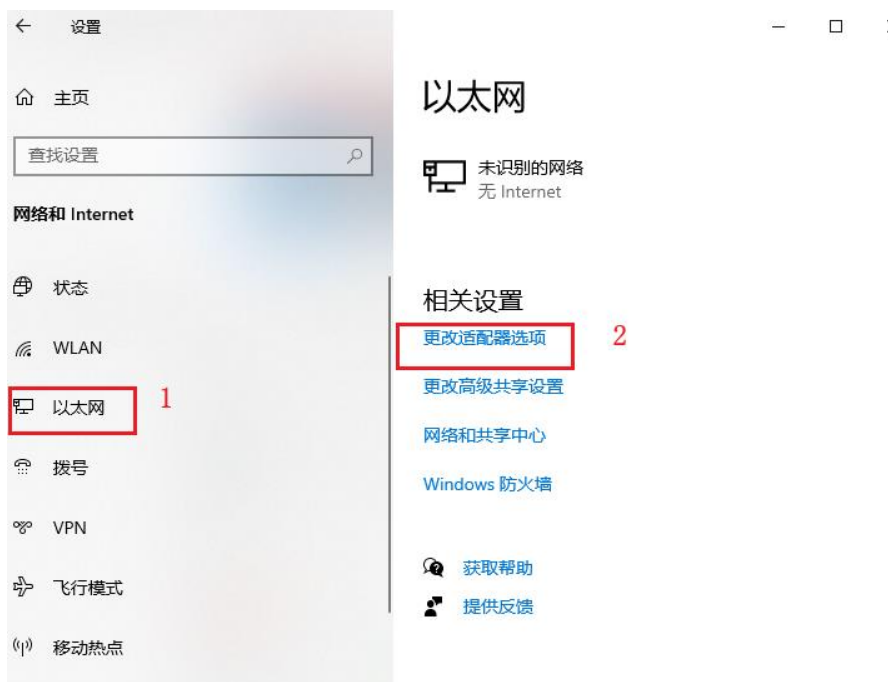 设置
主页
查找设置
网络和 Internet
状态
WLAN
以太网
1
拨号
VPN
飞行模式
移动热点
以太网
未识别的网络
无 Internet
相关设置
更改适配器选项
2
更改高级共享设置
网络和共享中心
Windows 防火墙
获取帮助
提供反馈